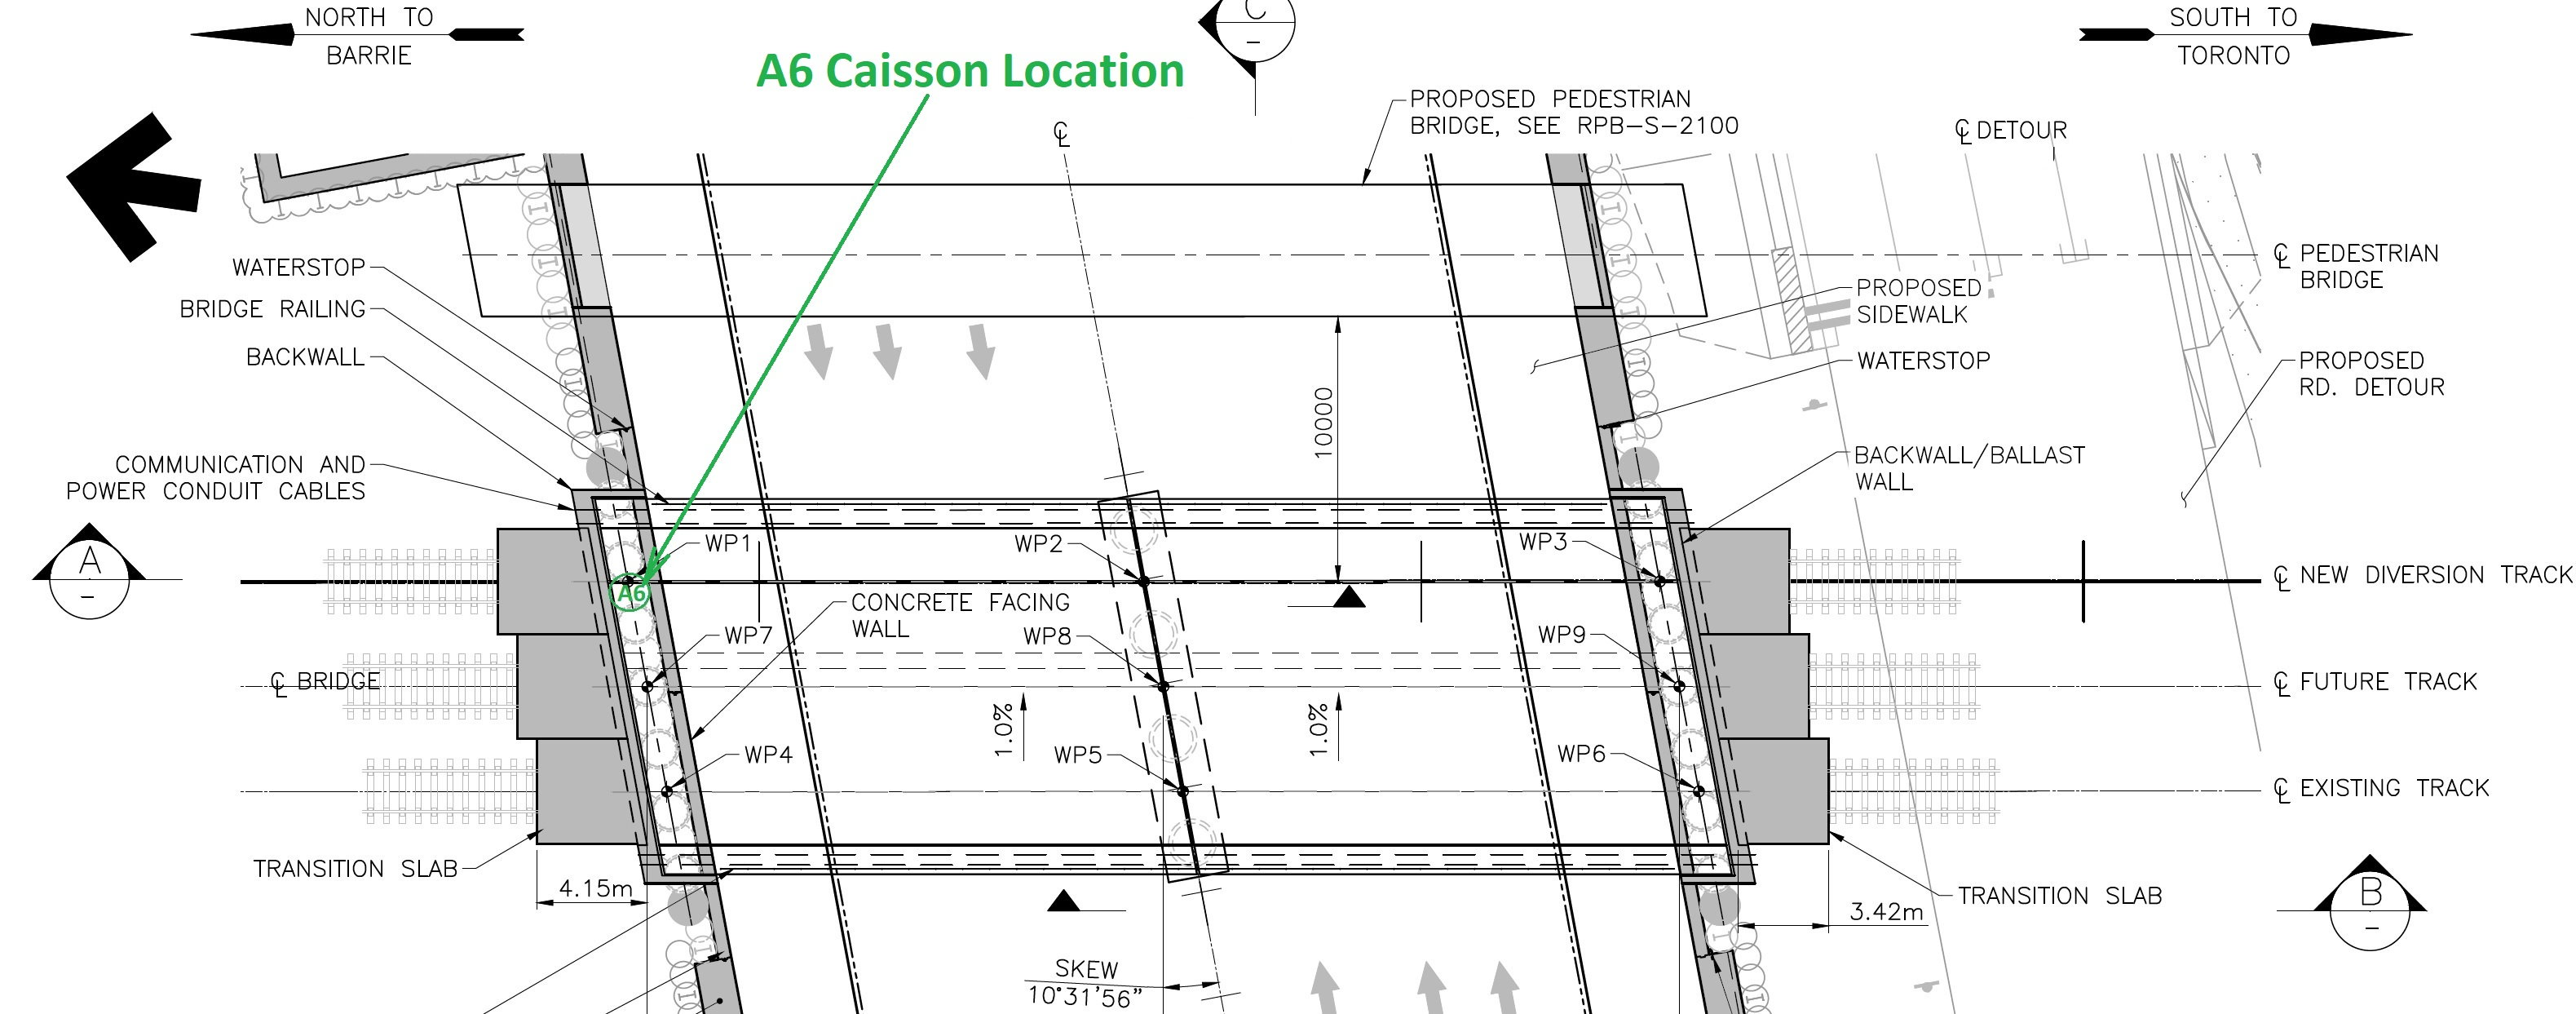 NORTH TO
BARRIE
C
–
SOUTH TO
TORONTO
A6 Caisson Location
PROPOSED PEDESTRIAN
BRIDGE, SEE RPB–S–2100
℄
℄ DETOUR
WATERSTOP
BRIDGE RAILING
BACKWALL
COMMUNICATION AND
POWER CONDUIT CABLES
℄ PEDESTRIAN
BRIDGE
PROPOSED
SIDEWALK
WATERSTOP
PROPOSED
RD. DETOUR
10000
BACKWALL/BALLAST
WALL
A
–
WP1
WP2
WP3
A6
℄ NEW DIVERSION TRACK
CONCRETE FACING
WALL
WP7
WP8
WP9
℄ BRIDGE
℄ FUTURE TRACK
1.0%
1.0%
WP4
WP5
WP6
℄ EXISTING TRACK
TRANSITION SLAB
4.15m
TRANSITION SLAB
3.42m
B
–
SKEW
10°31'56"